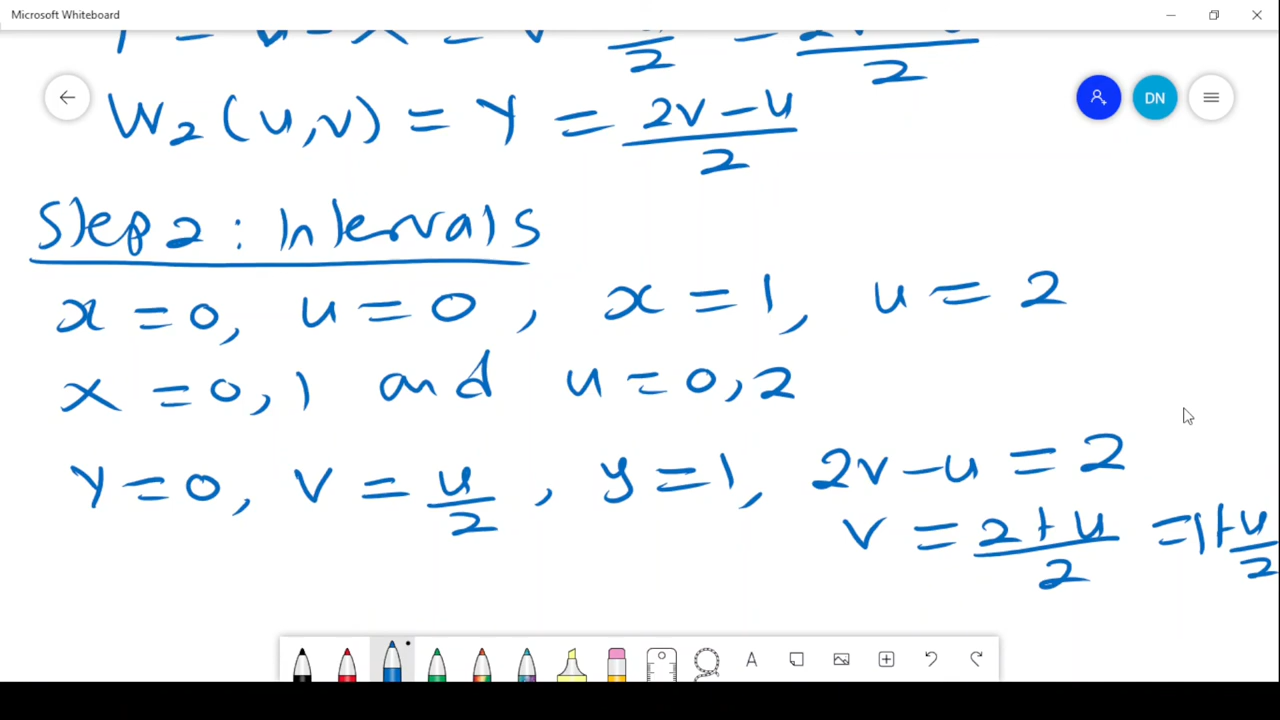 Microsoft Whiteboard
W₂(u,v) = Y = (2v-u)/2
DN
Step 2 : Intervals
x = 0, u = 0, x = 1, u = 2
x = 0,1 and u = 0,2
y = 0, v = u/2, y = 1, 2v-u = 2
v = (2+u)/2 = 1+u/2
A